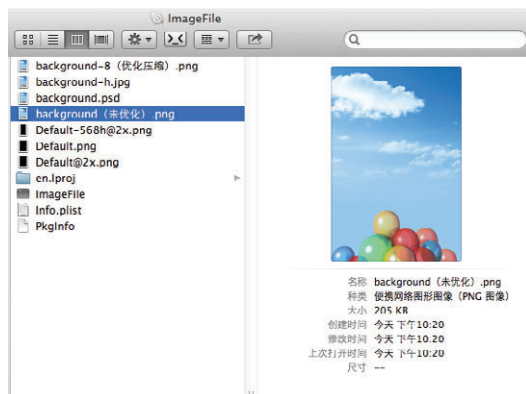 ImageFile
background-8（优化压缩）.png
background-h.jpg
background.psd
background（未优化）.png
Default-568h@2x.png
Default.png
Default@2x.png
en.lproj
ImageFile
Info.plist
PkgInfo
名称 background（未优化）.png
种类 便携网络图形图像（PNG 图像）
大小 205 KB
创建时间 今天 下午10:20
修改时间 今天 下午10:20
上次打开时间 今天 下午10:20
尺寸 --